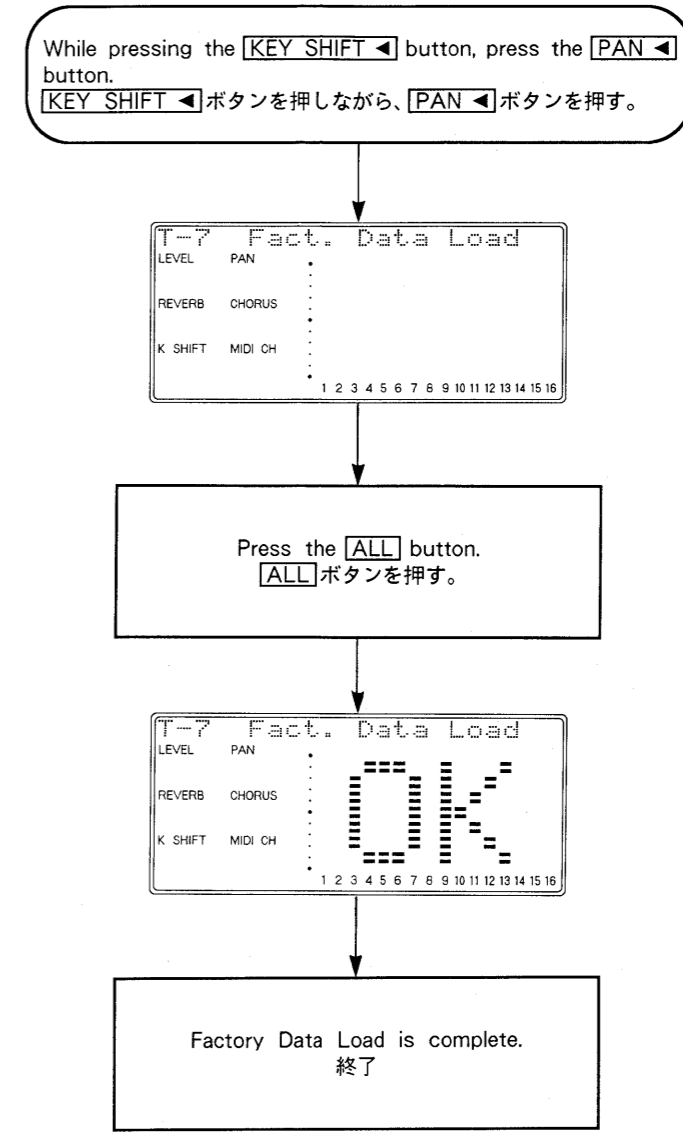 While pressing the KEY SHIFT ◀ button, press the PAN ◀
button.
KEY SHIFT ◀ボタンを押しながら、PAN ◀ボタンを押す。
T-7 Fact. Data Load
LEVEL PAN
REVERB CHORUS
K SHIFT MIDI CH
1 2 3 4 5 6 7 8 9 10 11 12 13 14 15 16
Press the ALL button.
ALLボタンを押す。
T-7 Fact. Data Load
LEVEL PAN
OK
REVERB CHORUS
K SHIFT MIDI CH
1 2 3 4 5 6 7 8 9 10 11 12 13 14 15 16
Factory Data Load is complete.
終了